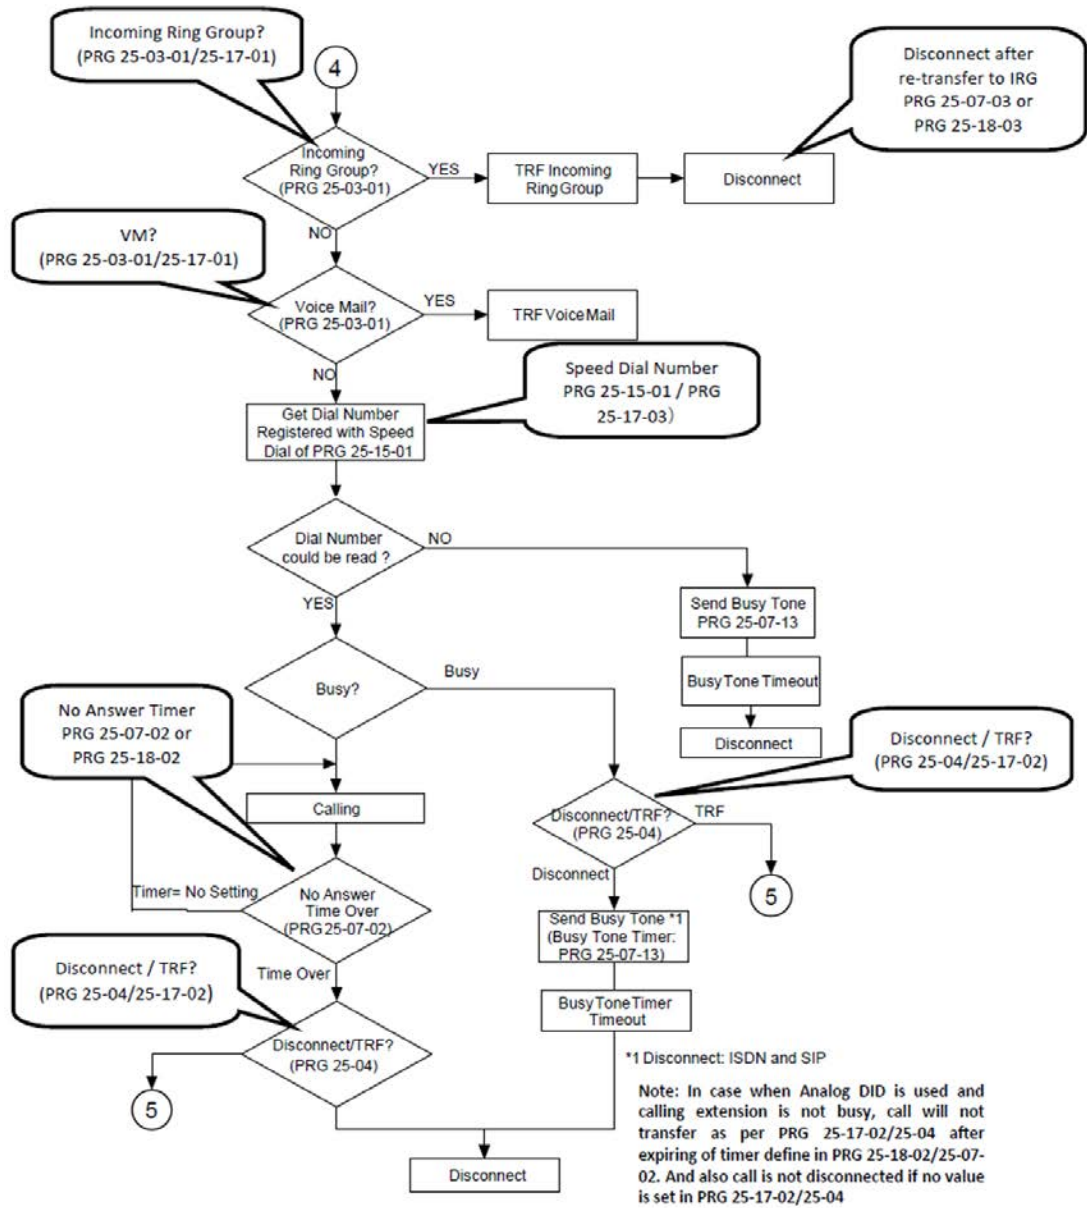 Incoming Ring Group?
(PRG 25-03-01/25-17-01)
4
Disconnect after
re-transfer to IRG
PRG 25-07-03 or
PRG 25-18-03
Incoming
Ring Group?
(PRG 25-03-01)
YES
TRF Incoming
Ring Group
Disconnect
NO
VM?
(PRG 25-03-01/25-17-01)
Voice Mail?
(PRG 25-03-01)
YES
TRF Voice Mail
NO
Speed Dial Number
PRG 25-15-01 / PRG
25-17-03)
Get Dial Number
Registered with Speed
Dial of PRG 25-15-01
Dial Number
could be read ?
NO
YES
Send Busy Tone
PRG 25-07-13
Busy Tone Timeout
Disconnect
Busy?
Busy
No Answer Timer
PRG 25-07-02 or
PRG 25-18-02
Disconnect / TRF?
(PRG 25-04/25-17-02)
Calling
Disconnect/TRF?
(PRG 25-04)
TRF
5
Disconnect
Timer= No Setting
No Answer
Time Over
(PRG 25-07-02)
Send Busy Tone *1
(Busy Tone Timer:
PRG 25-07-13)
Time Over
Disconnect / TRF?
(PRG 25-04/25-17-02)
Busy Tone Timer
Timeout
Disconnect/TRF?
(PRG 25-04)
5
*1 Disconnect: ISDN and SIP
Note: In case when Analog DID is used and
calling extension is not busy, call will not
transfer as per PRG 25-17-02/25-04 after
expiring of timer define in PRG 25-18-02/25-07-
02. And also call is not disconnected if no value
is set in PRG 25-17-02/25-04
Disconnect